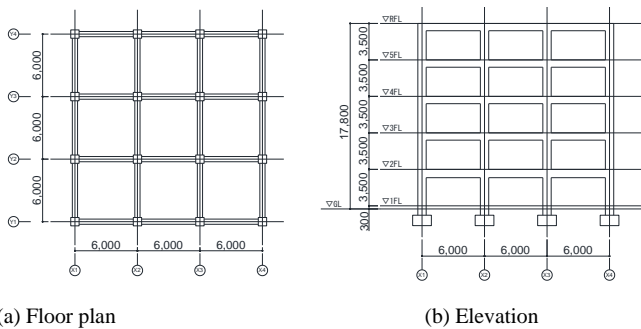 Y4
6,000
Y3
6,000
Y2
6,000
Y1
6,000 6,000 6,000
X1 X2 X3 X4
(a) Floor plan
▽RFL
3,500
▽5FL
3,500
▽4FL
3,500
17,800
▽3FL
3,500
▽2FL
3,500
▽GL ▽1FL
300
6,000 6,000 6,000
X1 X2 X3 X4
(b) Elevation